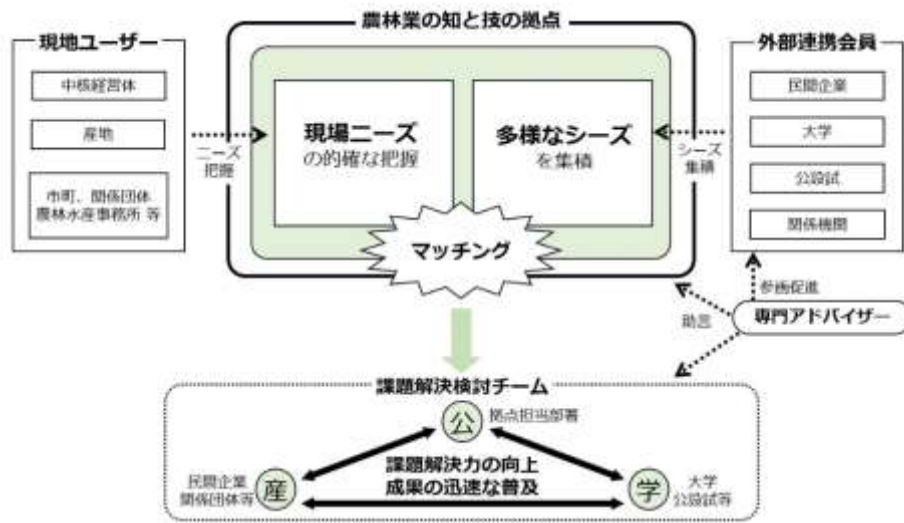 農林業の知と技の拠点
現地ユーザー
中核経営体
産地
市町、関係団体
農林水産事務所 等
ニーズ
把握
現場ニーズ
の的確な把握
多様なシーズ
を集積
マッチング
シーズ
集積
外部連携会員
民間企業
大学
公設試
関係機関
参画促進
専門アドバイザー
助言
課題解決検討チーム
公
拠点担当部署
民間企業
関係団体等
産
課題解決力の向上
成果の迅速な普及
学
大学
公設試等